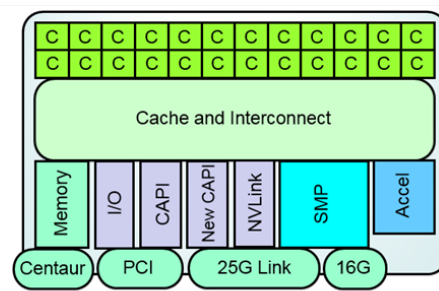 C C C C C C C C C C C C
C C C C C C C C C C C C
Cache and Interconnect
Memory
I/O
CAPI
New CAPI
NVLink
SMP
Accel
Centaur
PCI
25G Link
16G